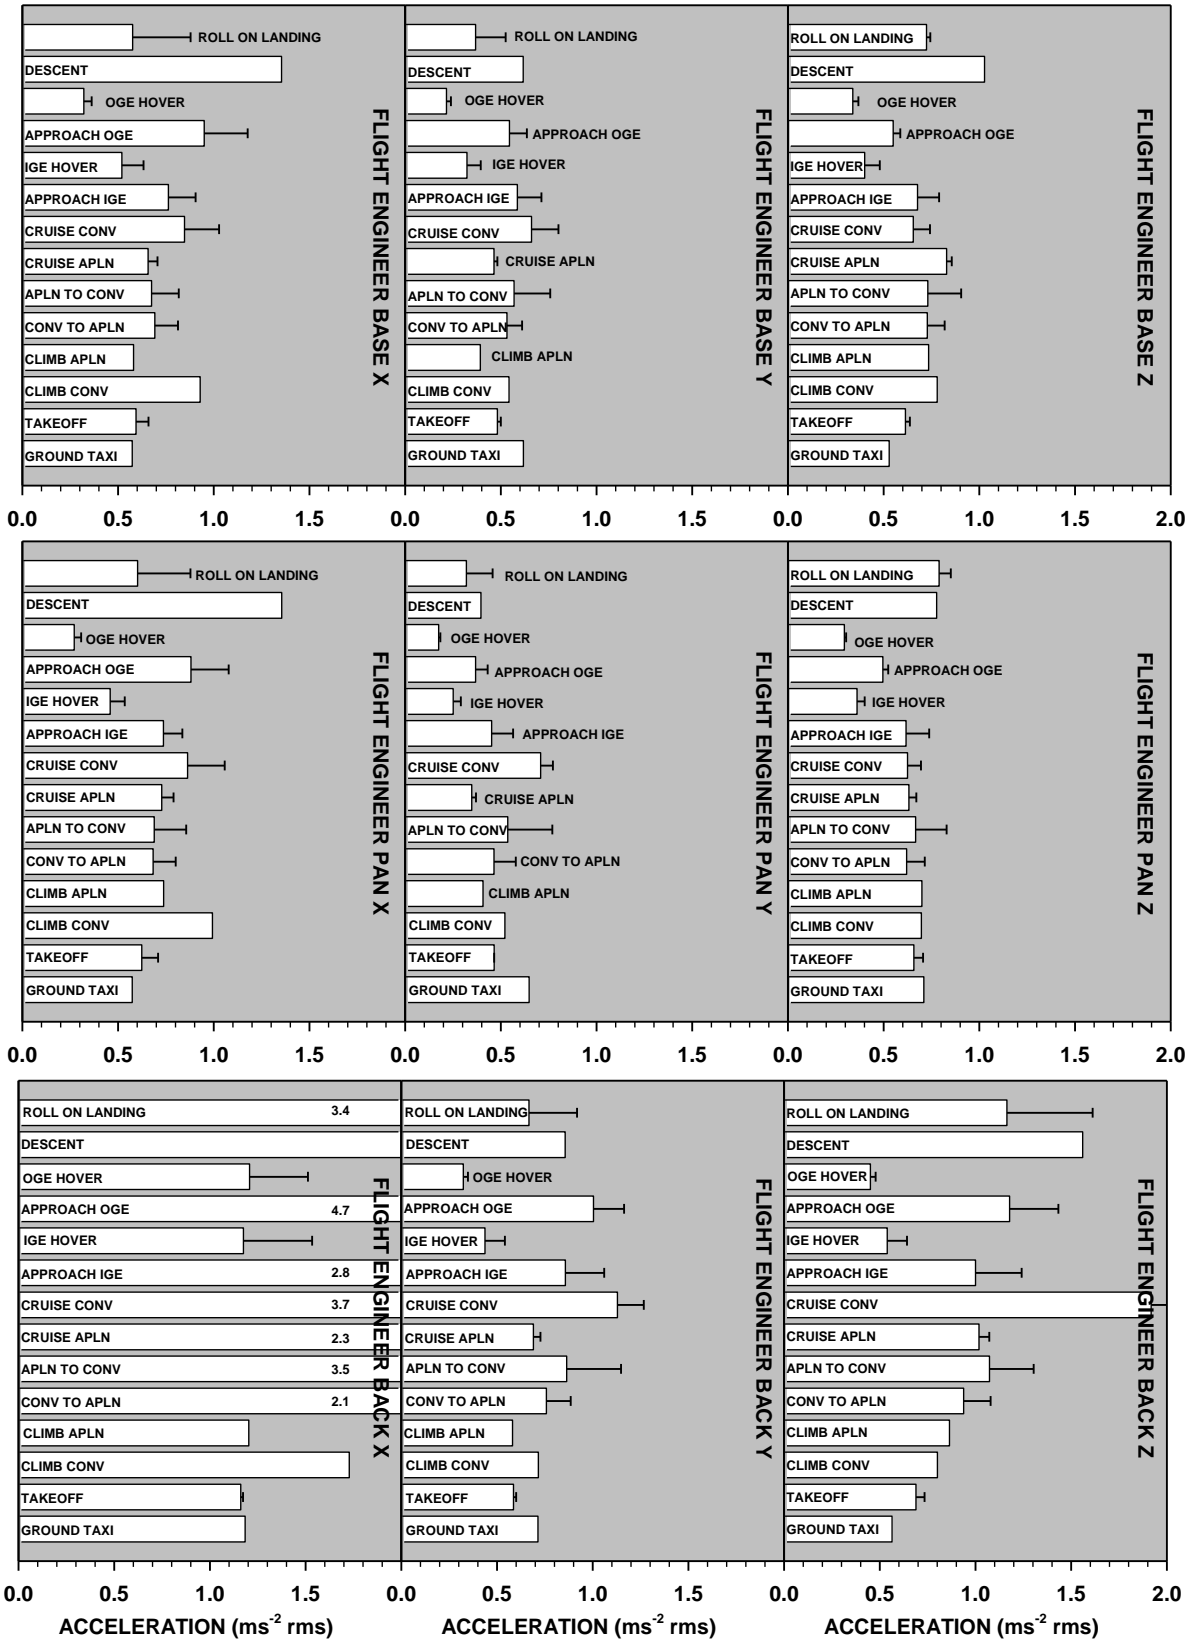 ROLL ON LANDING
DESCENT
OGE HOVER
APPROACH OGE
IGE HOVER
APPROACH IGE
CRUISE CONV
CRUISE APLN
APLN TO CONV
CONV TO APLN
CLIMB APLN
CLIMB CONV
TAKEOFF
GROUND TAXI
FLIGHT ENGINEER BASE X
ROLL ON LANDING
DESCENT
OGE HOVER
APPROACH OGE
IGE HOVER
APPROACH IGE
CRUISE CONV
CRUISE APLN
APLN TO CONV
CONV TO APLN
CLIMB APLN
CLIMB CONV
TAKEOFF
GROUND TAXI
FLIGHT ENGINEER BASE Y
ROLL ON LANDING
DESCENT
OGE HOVER
APPROACH OGE
IGE HOVER
APPROACH IGE
CRUISE CONV
CRUISE APLN
APLN TO CONV
CONV TO APLN
CLIMB APLN
CLIMB CONV
TAKEOFF
GROUND TAXI
FLIGHT ENGINEER BASE Z
0.0 0.5 1.0 1.5 0.0 0.5 1.0 1.5 0.0 0.5 1.0 1.5 2.0
ROLL ON LANDING
DESCENT
OGE HOVER
APPROACH OGE
IGE HOVER
APPROACH IGE
CRUISE CONV
CRUISE APLN
APLN TO CONV
CONV TO APLN
CLIMB APLN
CLIMB CONV
TAKEOFF
GROUND TAXI
FLIGHT ENGINEER PAN X
ROLL ON LANDING
DESCENT
OGE HOVER
APPROACH OGE
IGE HOVER
APPROACH IGE
CRUISE CONV
CRUISE APLN
APLN TO CONV
CONV TO APLN
CLIMB APLN
CLIMB CONV
TAKEOFF
GROUND TAXI
FLIGHT ENGINEER PAN Y
ROLL ON LANDING
DESCENT
OGE HOVER
APPROACH OGE
IGE HOVER
APPROACH IGE
CRUISE CONV
CRUISE APLN
APLN TO CONV
CONV TO APLN
CLIMB APLN
CLIMB CONV
TAKEOFF
GROUND TAXI
FLIGHT ENGINEER PAN Z
0.0 0.5 1.0 1.5 0.0 0.5 1.0 1.5 0.0 0.5 1.0 1.5 2.0
ROLL ON LANDING 3.4
DESCENT
OGE HOVER
APPROACH OGE 4.7
IGE HOVER
APPROACH IGE 2.8
CRUISE CONV 3.7
CRUISE APLN 2.3
APLN TO CONV 3.5
CONV TO APLN 2.1
CLIMB APLN
CLIMB CONV
TAKEOFF
GROUND TAXI
FLIGHT ENGINEER BACK X
ROLL ON LANDING
DESCENT
OGE HOVER
APPROACH OGE
IGE HOVER
APPROACH IGE
CRUISE CONV
CRUISE APLN
APLN TO CONV
CONV TO APLN
CLIMB APLN
CLIMB CONV
TAKEOFF
GROUND TAXI
FLIGHT ENGINEER BACK Y
ROLL ON LANDING
DESCENT
OGE HOVER
APPROACH OGE
IGE HOVER
APPROACH IGE
CRUISE CONV
CRUISE APLN
APLN TO CONV
CONV TO APLN
CLIMB APLN
CLIMB CONV
TAKEOFF
GROUND TAXI
FLIGHT ENGINEER BACK Z
0.0 1.0 1.0 1.5 0.0 0.5 1.0 1.5 0.0 0.5 1.0 1.5 2.0
ACCELERATION (ms⁻² rms) ACCELERATION (ms⁻² rms) ACCELERATION (ms⁻² rms)